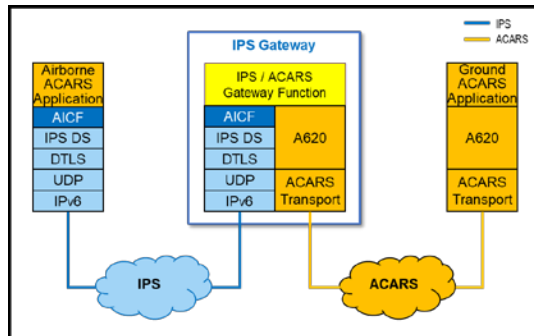 IPS Gateway
IPS
ACARS
Airborne
ACARS
Application
AICF
IPS DS
DTLS
UDP
IPv6
IPS / ACARS
Gateway Function
AICF
IPS DS
DTLS
UDP
IPv6
A620
ACARS
Transport
Ground
ACARS
Application
A620
ACARS
Transport
IPS
ACARS